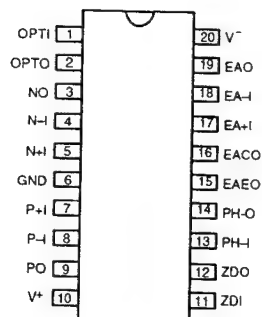 OPTI 1 20 V⁻
OPTO 2 19 EAO
NO 3 18 EA-I
N-I 4 17 EA+I
N+I 5 16 EACO
GND 6 15 EAEO
P+I 7 14 PH-O
P-I 8 13 PH-I
PO 9 12 ZDO
V⁺ 10 11 ZDI